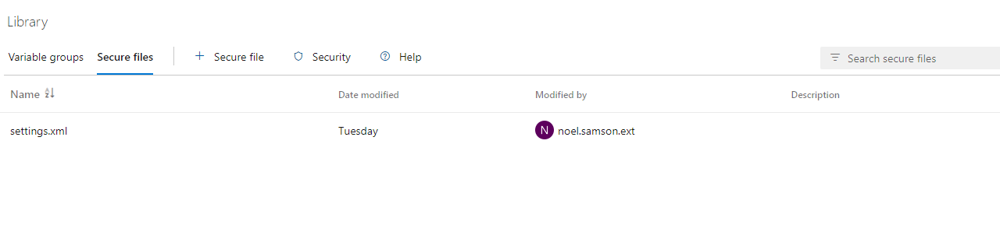 Library
Variable groups Secure files + Secure file Security Help Search secure files
Name Date modified Modified by Description
settings.xml Tuesday N noel.samson.ext